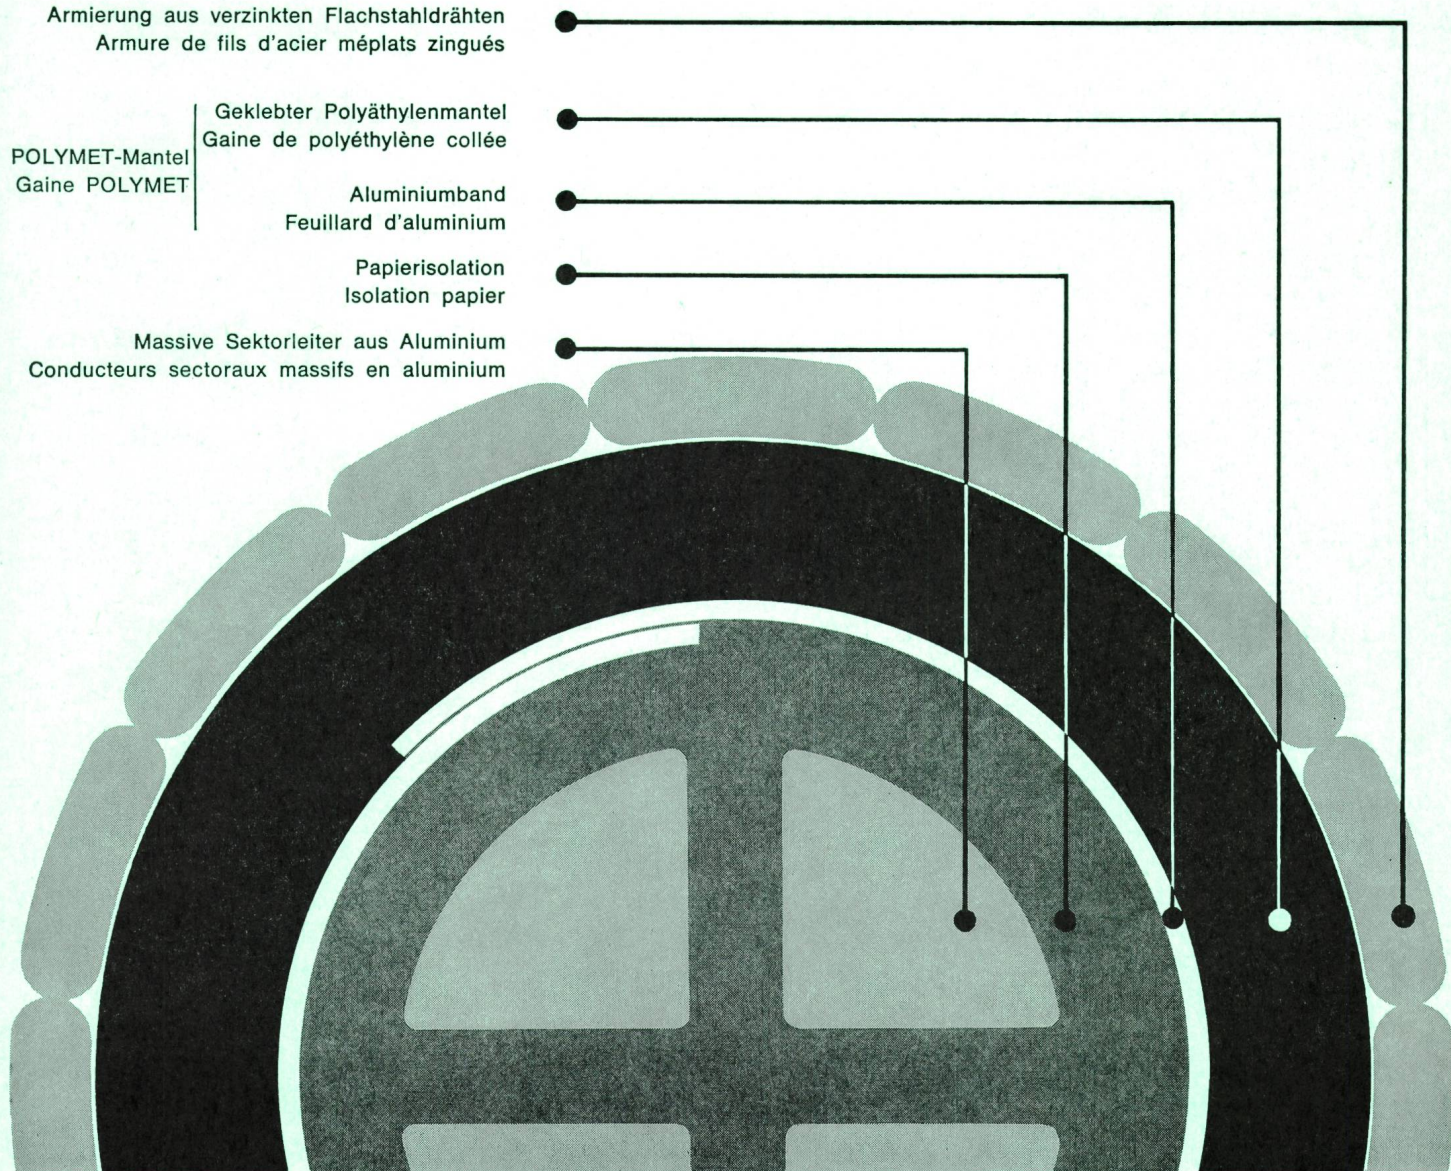 Armierung aus verzinkten Flachstahldrähten
Armure de fils d'acier méplats zingués
Geklebter Polyäthylenmantel
Gaine de polyéthylène collée
POLYMET-Mantel
Gaine POLYMET
Aluminiumband
Feuillard d'aluminium
Papierisolation
Isolation papier
Massive Sektorleiter aus Aluminium
Conducteurs sectoraux massifs en aluminium